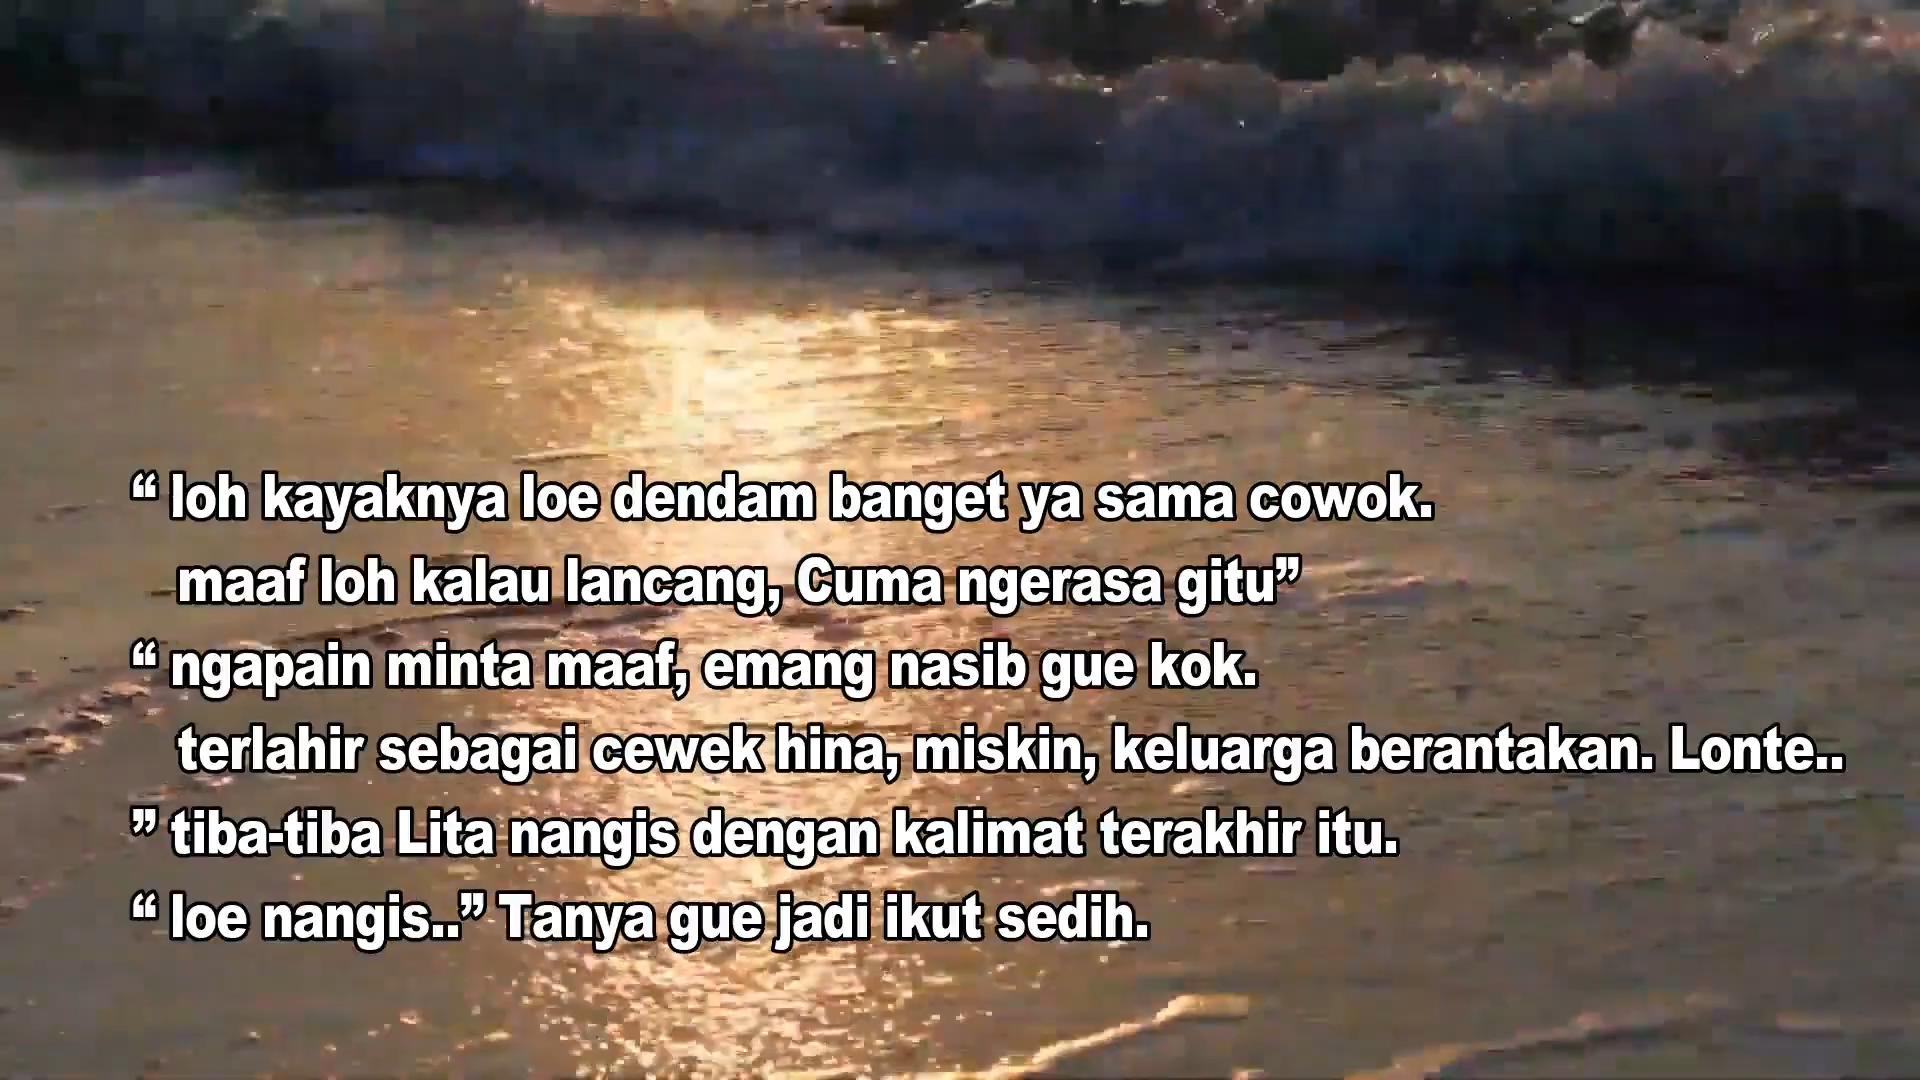 “ loh kayaknya loe dendam banget ya sama cowok.
maaf loh kalau lancang, Cuma ngerasa gitu”
“ ngapain minta maaf, emang nasib gue kok.
terlahir sebagai cewek hina, miskin, keluarga berantakan. Lonte..
” tiba-tiba Lita nangis dengan kalimat terakhir itu.
“ loe nangis..” Tanya gue jadi ikut sedih.